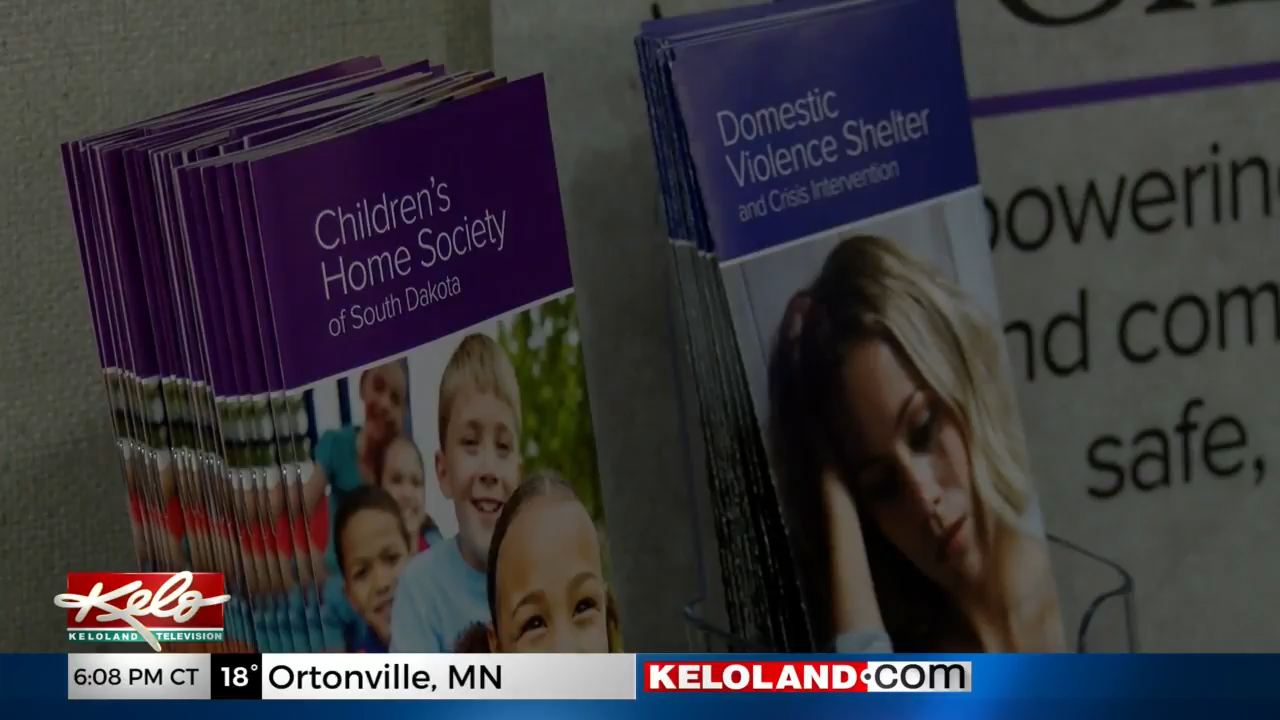 Children's
Home Society
of South Dakota
Domestic
Violence Shelter
and Crisis Intervention
powering
nd com
safe,
Kelo
KELOLAND TELEVISION
6:08 PM CT 18° Ortonville, MN KELOLAND.COM